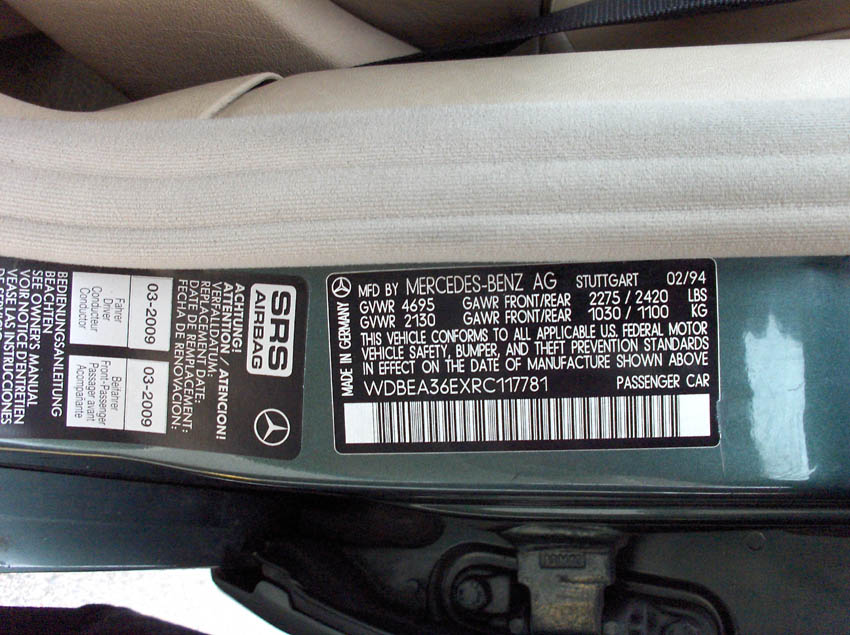 MFD BY MERCEDES-BENZ AG STUTTGART 02/94
GVWR 4695 GAWR FRONT/REAR 2275 / 2420 LBS
GVWR 2130 GAWR FRONT/REAR 1030 / 1100 KG
THIS VEHICLE CONFORMS TO ALL APPLICABLE U.S. FEDERAL MOTOR
VEHICLE SAFETY, BUMPER, AND THEFT PREVENTION STANDARDS
IN EFFECT ON THE DATE OF MANUFACTURE SHOWN ABOVE
WDBEA36EXRC117781 PASSENGER CAR
MADE IN GERMANY
SRS
AIRBAG
ACHTUNG!
ATTENTION / ATENCION!
VERFALLDATUM:
REPLACEMENT DATE:
DATE DE REMPLACEMENT:
FECHA DE RENOVACION:
03-2009
Fahrer
Driver
Conducteur
Conductor
03-2009
Beifahrer
Front-Passenger
Passager avant
Acompañante
BEDIENUNGSANLEITUNG
BEACHTEN
SEE OWNER'S MANUAL
VOIR NOTICE D'ENTRETIEN
INSTRUCCIONES